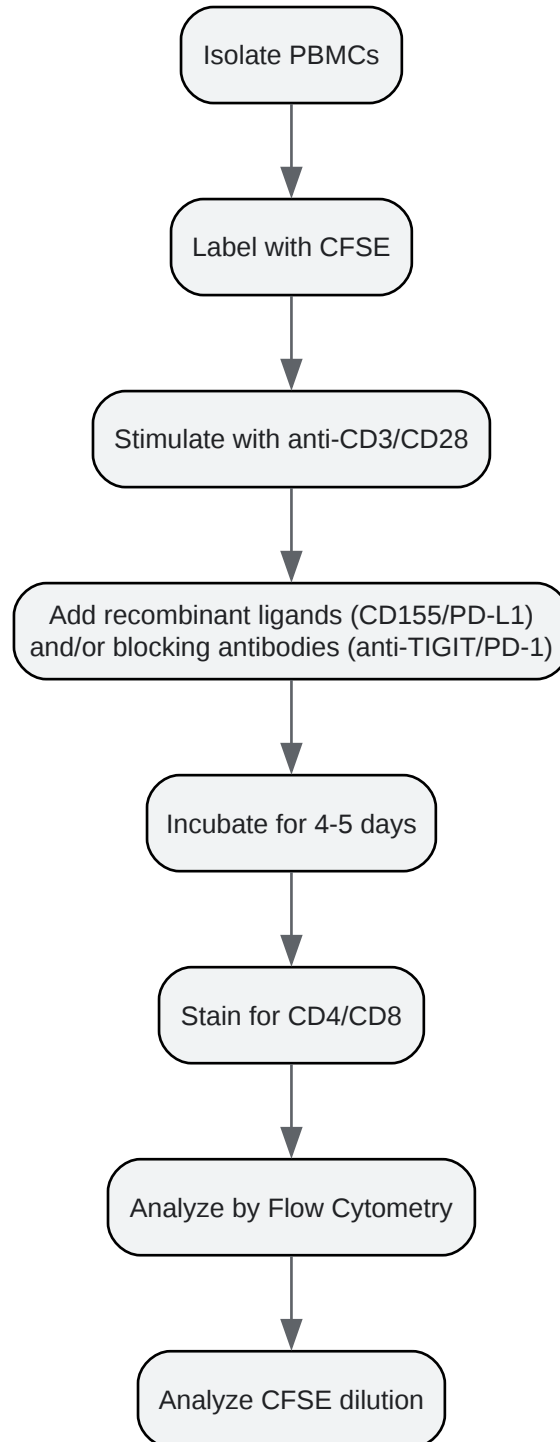 Isolate PBMCs
Label with CFSE
Stimulate with anti-CD3/CD28
Add recombinant ligands (CD155/PD-L1)
and/or blocking antibodies (anti-TIGIT/PD-1)
Incubate for 4-5 days
Stain for CD4/CD8
Analyze by Flow Cytometry
Analyze CFSE dilution